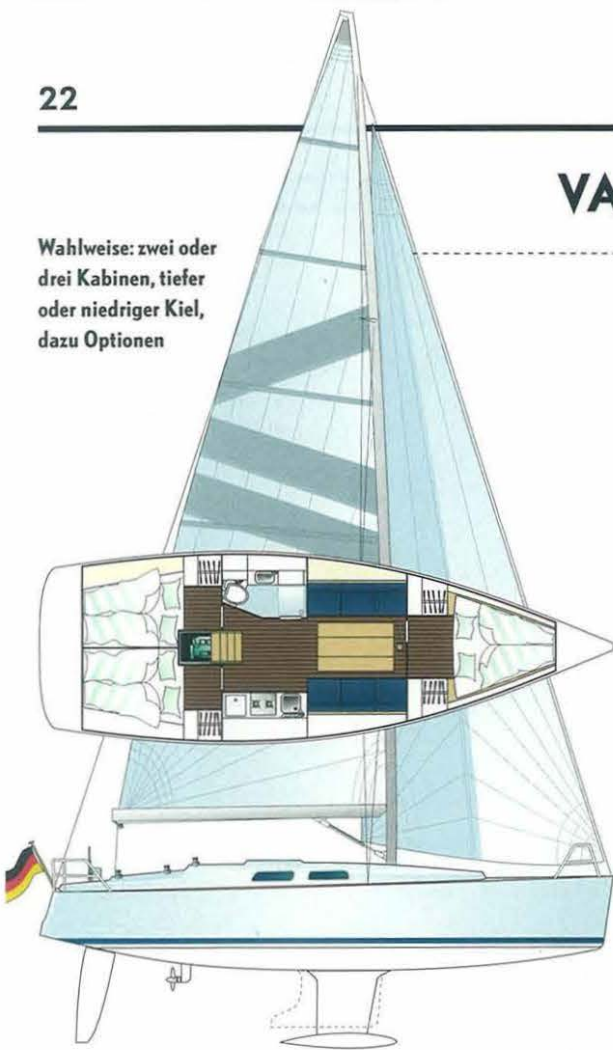 22
VA
Wahlweise: zwei oder
drei Kabinen, tiefer
oder niedriger Kiel,
dazu Optionen